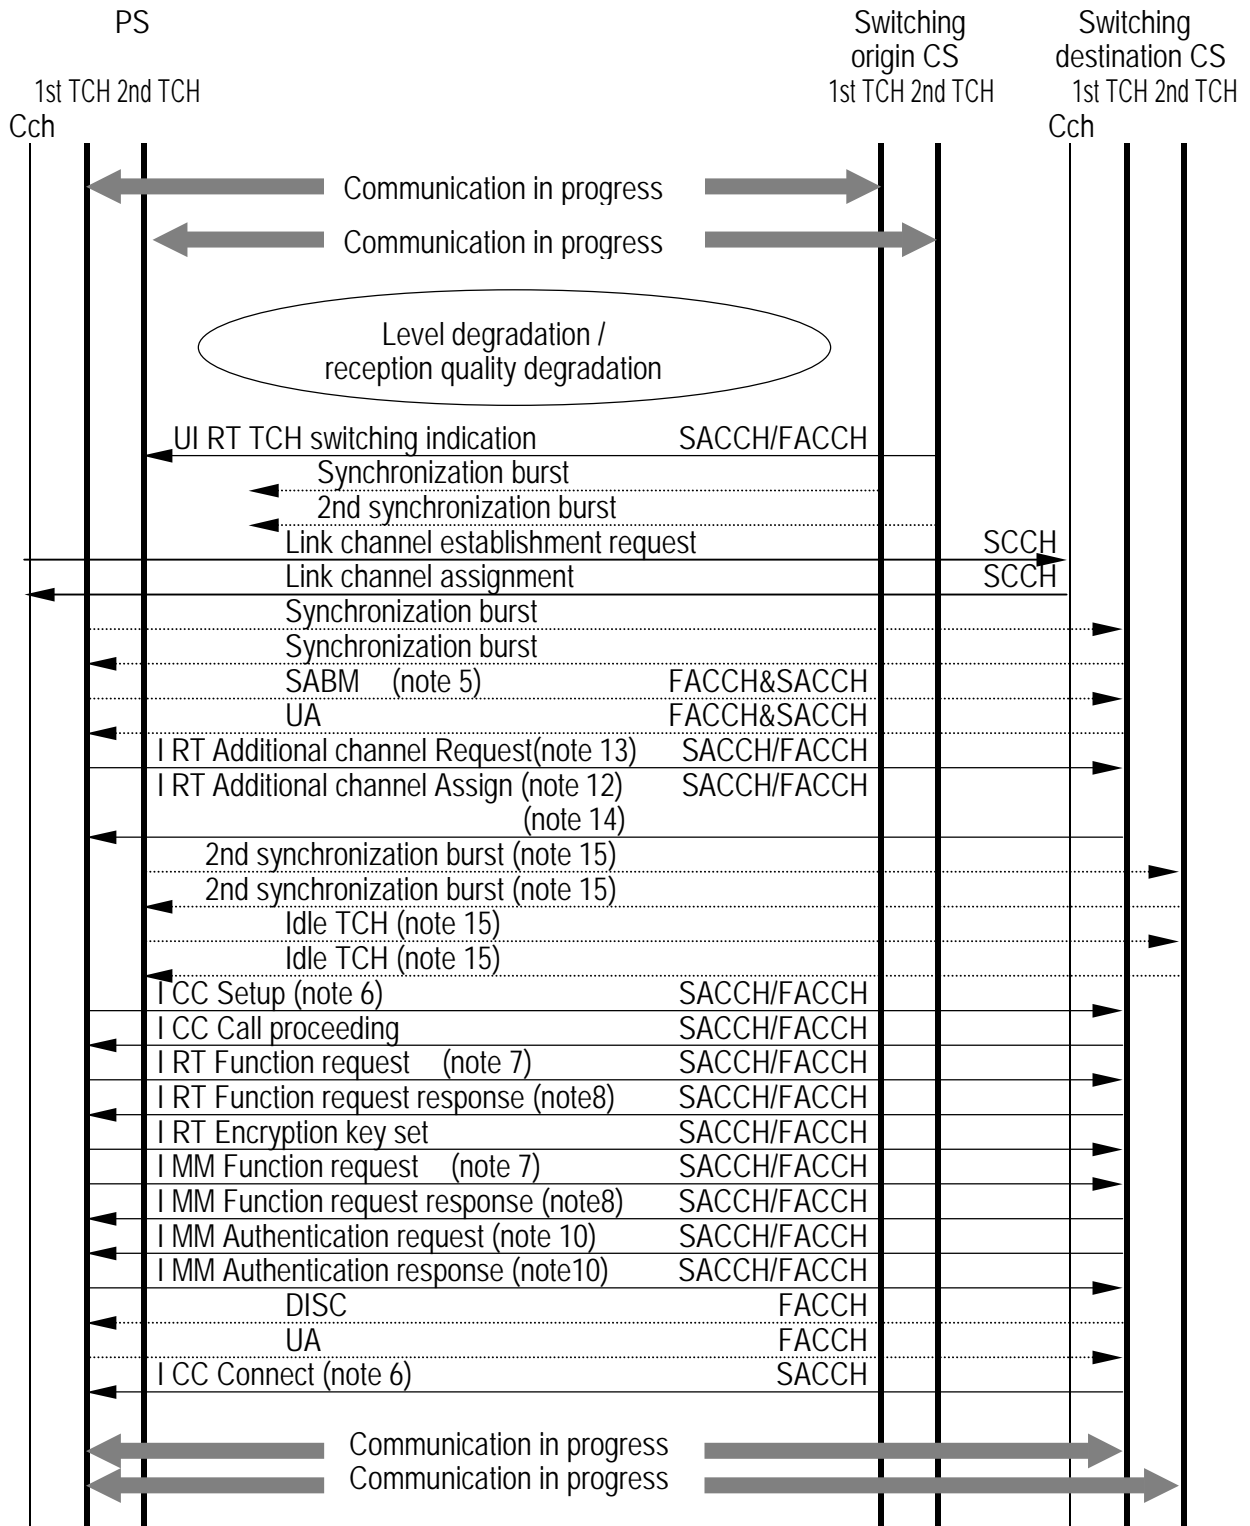 PS Switching Switching
origin CS destination CS
1st TCH 2nd TCH 1st TCH 2nd TCH 1st TCH 2nd TCH
Cch Cch
Communication in progress
Communication in progress
Level degradation /
reception quality degradation
UI RT TCH switching indication SACCH/FACCH
Synchronization burst
2nd synchronization burst
Link channel establishment request SCCH
Link channel assignment SCCH
Synchronization burst
Synchronization burst
SABM (note 5) FACCH&SACCH
UA FACCH&SACCH
I RT Additional channel Request(note 13) SACCH/FACCH
I RT Additional channel Assign (note 12) SACCH/FACCH
(note 14)
2nd synchronization burst (note 15)
2nd synchronization burst (note 15)
Idle TCH (note 15)
Idle TCH (note 15)
I CC Setup (note 6) SACCH/FACCH
I CC Call proceeding SACCH/FACCH
I RT Function request (note 7) SACCH/FACCH
I RT Function request response (note8) SACCH/FACCH
I RT Encryption key set SACCH/FACCH
I MM Function request (note 7) SACCH/FACCH
I MM Function request response (note8) SACCH/FACCH
I MM Authentication request (note 10) SACCH/FACCH
I MM Authentication response (note10) SACCH/FACCH
DISC FACCH
UA FACCH
I CC Connect (note 6) SACCH
Communication in progress
Communication in progress